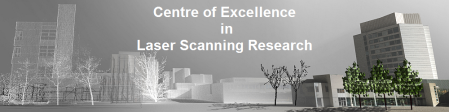 Centre of Excellence
in
Laser Scanning Research